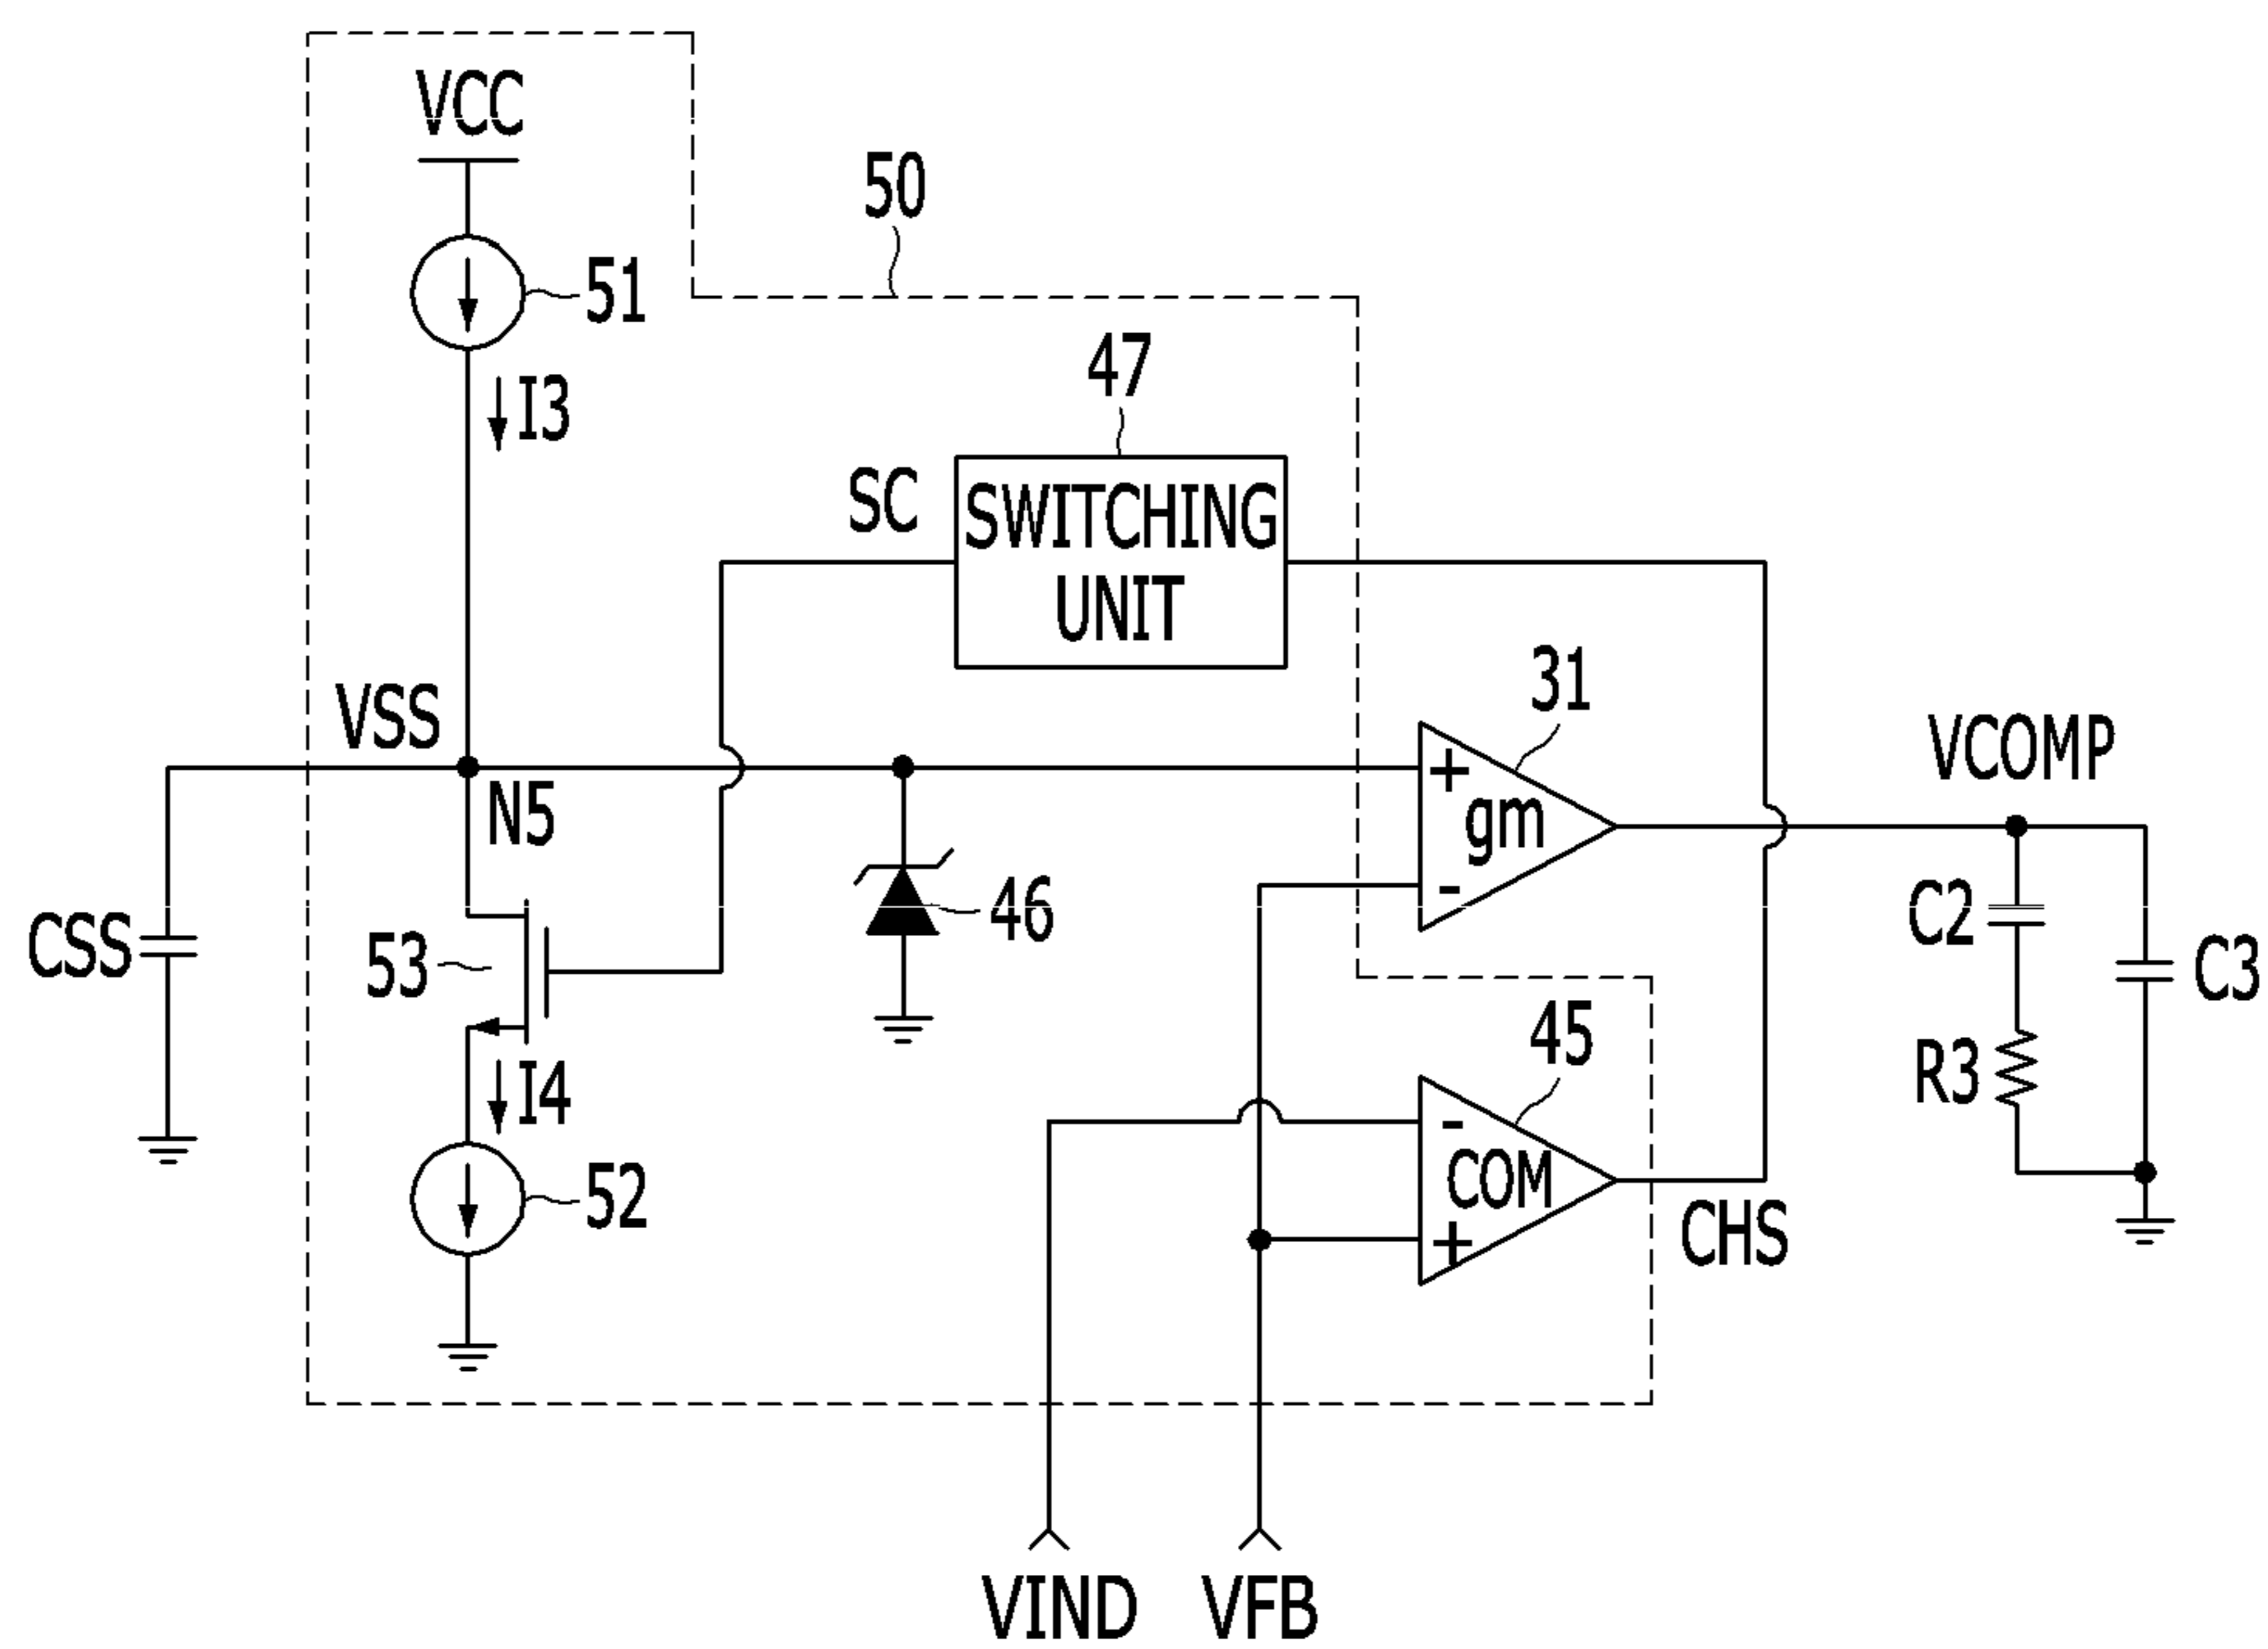 VCC
50
51
I3
47
SC
SWITCHING
UNIT
31
VSS
VCOMP
N5
+
gm
-
46
C2
CSS
53
C3
45
I4
R3
-
COM
52
+
CHS
VIND
VFB